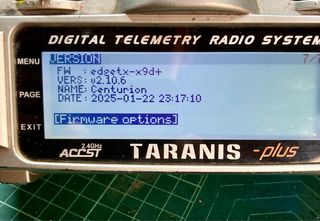 DIGITAL TELEMETRY RADIO SYSTEM
MENU
VERSION
7/7
FW : edgetx-x9d+
VERS: v2.10.6
PAGE
NAME: Centurion
DATE: 2025-01-22 23:17:10
EXIT
[Firmware options]
2.4GHz
ACCST
TARANIS -plus